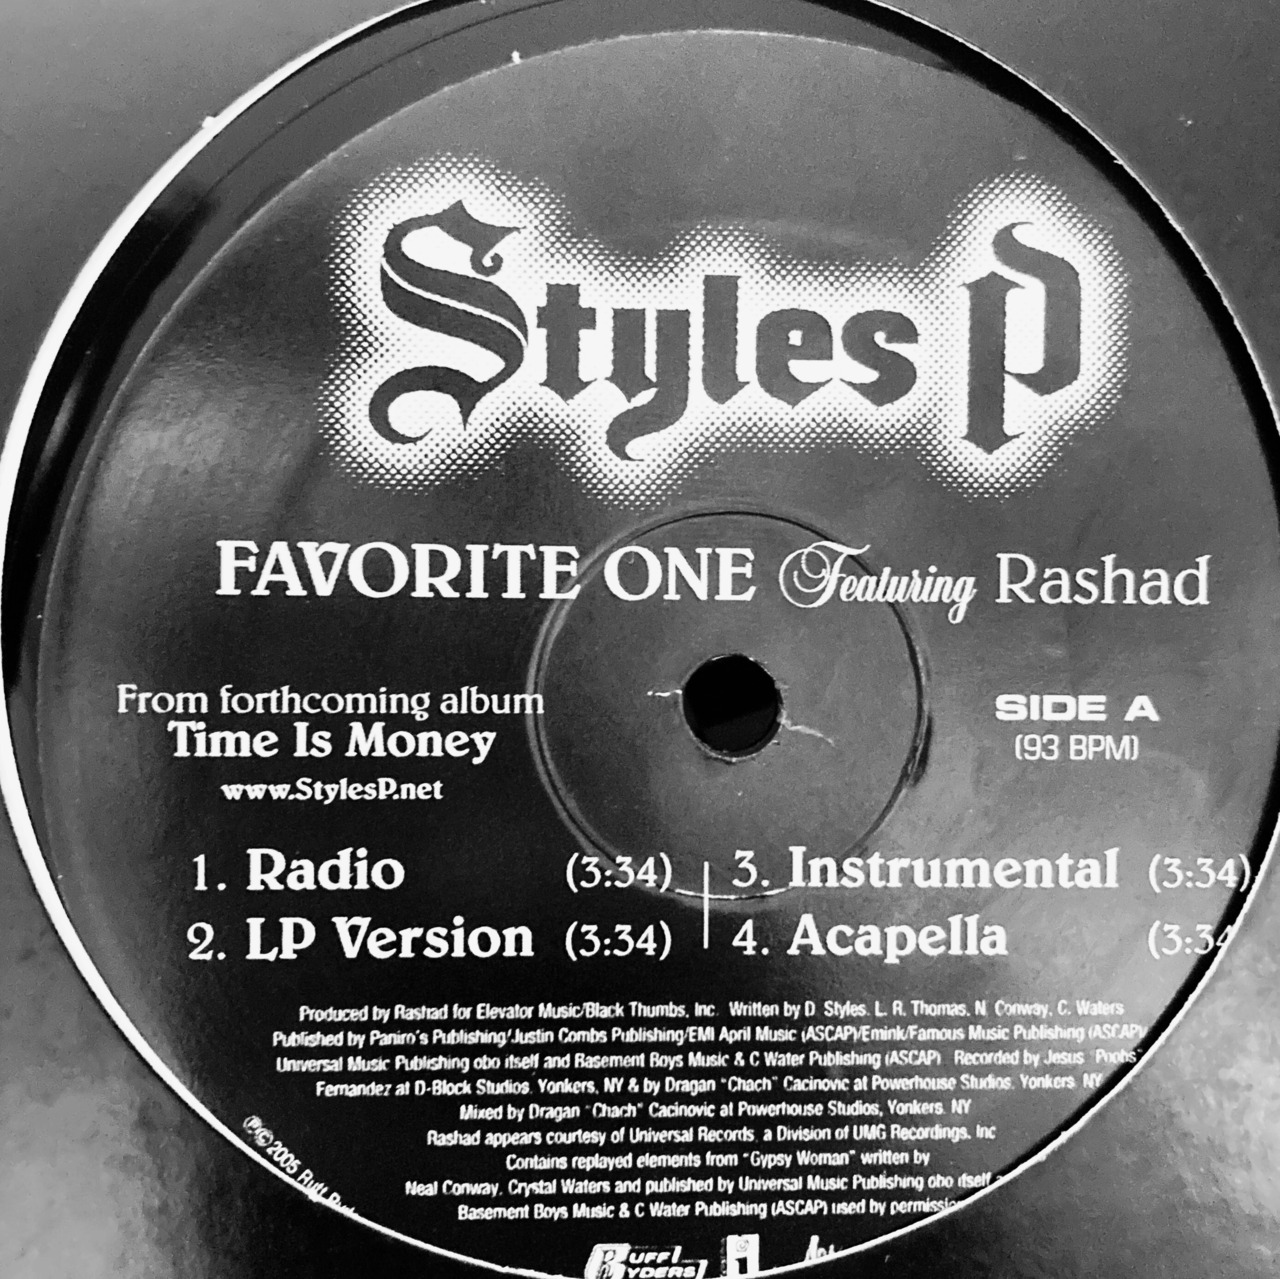 Styles P
FAVORITE ONE Featuring Rashad
From forthcoming album
Time Is Money
www.StylesP.net
SIDE A
(93 BPM)
1. Radio (3:34)
2. LP Version (3:34)
3. Instrumental (3:34)
4. Acapella (3:34
Produced by Rashad for Elevator Music/Black Thumbs, Inc. Written by D. Styles, L. R. Thomas, N. Conway, C. Waters
Published by Paniro's Publishing/Justin Combs Publishing/EMI April Music (ASCAP)/Emink/Famous Music Publishing (ASCAP)
Universal Music Publishing obo itself and Basement Boys Music & C Water Publishing (ASCAP). Recorded by Jesus "Poobs"
Fernandez at D-Block Studios, Yonkers, NY & by Dragan "Chach" Cacinovic at Powerhouse Studios, Yonkers, NY
Mixed by Dragan "Chach" Cacinovic at Powerhouse Studios, Yonkers, NY
Rashad appears courtesy of Universal Records, a Division of UMG Recordings, Inc
Contains replayed elements from "Gypsy Woman" written by
Neal Conway, Crystal Waters and published by Universal Music Publishing obo itself
Basement Boys Music & C Water Publishing (ASCAP) used by permission
℗© 2005 Ruff
RUFF
RYDERS